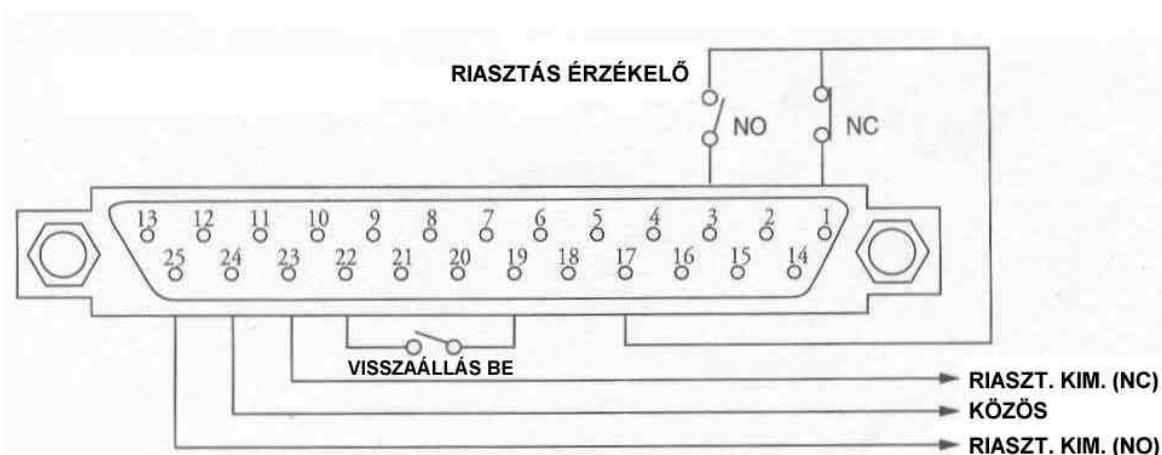 RIASZTÁS ÉRZÉKELŐ
NO NC
13 12 11 10 9 8 7 6 5 4 3 2 1
25 24 23 22 21 20 19 18 17 16 15 14
VISSZAÁLLÁS BE
RIASZT. KIM. (NC)
KÖZÖS
RIASZT. KIM. (NO)